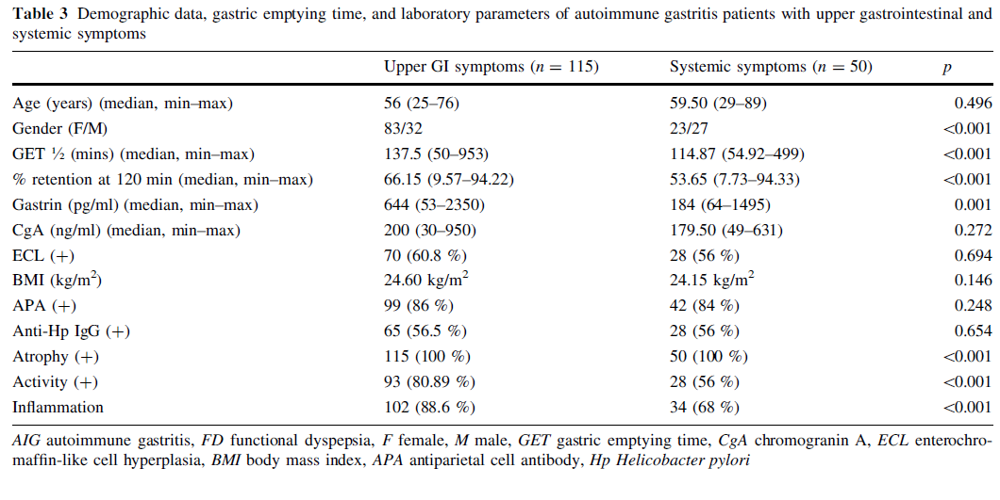 Table 3 Demographic data, gastric emptying time, and laboratory parameters of autoimmune gastritis patients with upper gastrointestinal and
systemic symptoms
Upper GI symptoms (n = 115) Systemic symptoms (n = 50) p
Age (years) (median, min–max) 56 (25–76) 59.50 (29–89) 0.496
Gender (F/M) 83/32 23/27 <0.001
GET ½ (mins) (median, min–max) 137.5 (50–953) 114.87 (54.92–499) <0.001
% retention at 120 min (median, min–max) 66.15 (9.57–94.22) 53.65 (7.73–94.33) <0.001
Gastrin (pg/ml) (median, min–max) 644 (53–2350) 184 (64–1495) 0.001
CgA (ng/ml) (median, min–max) 200 (30–950) 179.50 (49–631) 0.272
ECL (+) 70 (60.8 %) 28 (56 %) 0.694
BMI (kg/m²) 24.60 kg/m² 24.15 kg/m² 0.146
APA (+) 99 (86 %) 42 (84 %) 0.248
Anti-Hp IgG (+) 65 (56.5 %) 28 (56 %) 0.654
Atrophy (+) 115 (100 %) 50 (100 %) <0.001
Activity (+) 93 (80.89 %) 28 (56 %) <0.001
Inflammation 102 (88.6 %) 34 (68 %) <0.001
AIG autoimmune gastritis, FD functional dyspepsia, F female, M male, GET gastric emptying time, CgA chromogranin A, ECL enterochro-
maffin-like cell hyperplasia, BMI body mass index, APA antiparietal cell antibody, Hp Helicobacter pylori